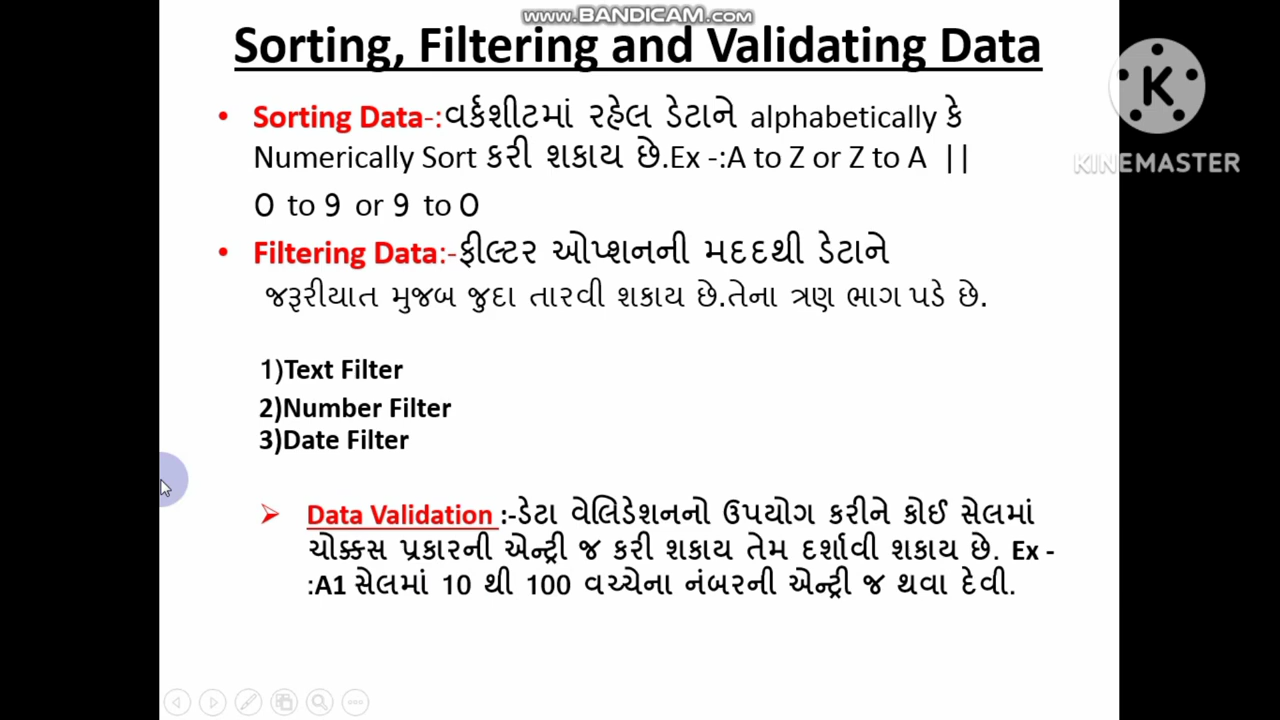 www.BANDICAM.com
Sorting, Filtering and Validating Data
• Sorting Data-:વર્કશીટમાં રહેલ ડેટાને alphabetically કે
Numerically Sort કરી શકાય છે.Ex -:A to Z or Z to A ||
0 to 9 or 9 to 0
• Filtering Data:-ફીલ્ટર ઓપ્શનની મદદથી ડેટાને
જરૂરીયાત મુજબ જુદા તારવી શકાય છે.તેના ત્રણ ભાગ પડે છે.
1)Text Filter
2)Number Filter
3)Date Filter
➢ Data Validation :-ડેટા વેલિડેશનનો ઉપયોગ કરીને કોઈ સેલમાં
ચોક્કસ પ્રકારની એન્ટ્રી જ કરી શકાય તેમ દર્શાવી શકાય છે. Ex -
:A1 સેલમાં 10 થી 100 વચ્ચેના નંબરની એન્ટ્રી જ થવા દેવી.
K
KINEMASTER